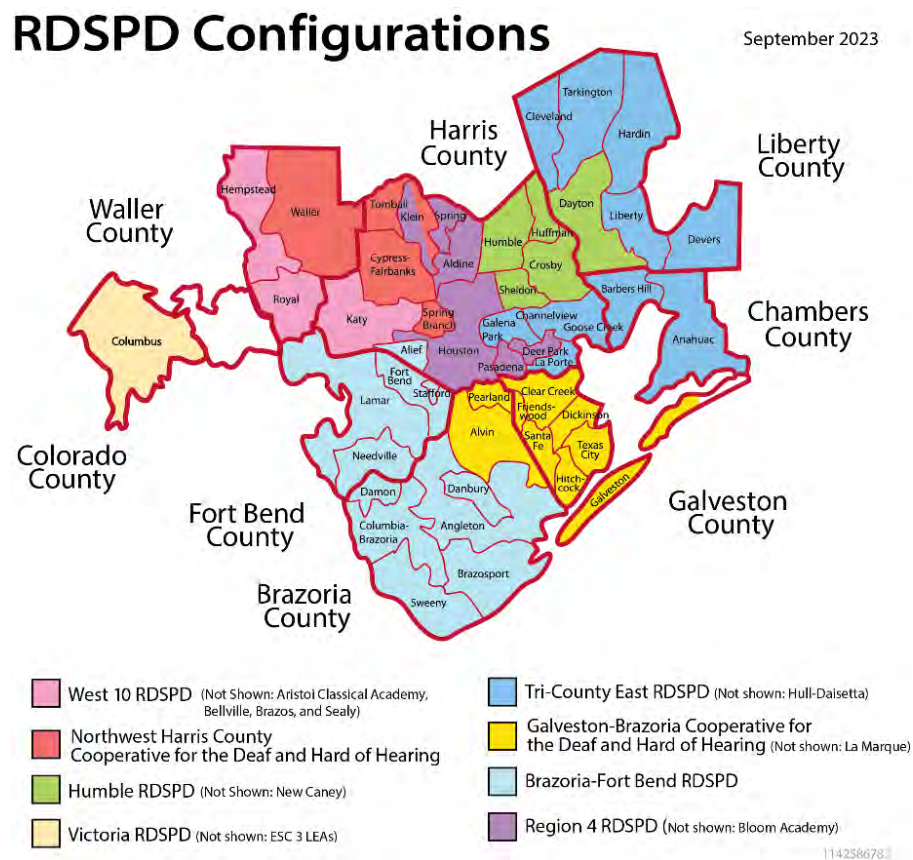 RDSPD Configurations
September 2023
Harris
County
Liberty
County
Waller
County
Chambers
County
Colorado
County
Fort Bend
County
Galveston
County
Brazoria
County
Cleveland
Tarkington
Hardin
Hempstead
Waller
Tomball
Klein
Spring
Dayton
Liberty
Devers
Humble
Huffman
Cypress-
Fairbanks
Aldine
Crosby
Royal
Katy
Sheldon
Barbers Hill
Spring
Branch
Channelview
Galena
Park
Goose Creek
Anahuac
Columbus
Alief
Houston
Deer Park
La Porte
Pasadena
Fort
Bend
Stafford
Lamar
Pearland
Clear Creek
Friends-
wood
Dickinson
Alvin
Santa
Fe
Texas
City
Needville
Hitch-
cock
Galveston
Damon
Danbury
Columbia-
Brazoria
Angleton
Brazosport
Sweeny
West 10 RDSPD (Not Shown: Aristoi Classical Academy,
Bellville, Brazos, and Sealy)
Northwest Harris County
Cooperative for the Deaf and Hard of Hearing
Humble RDSPD (Not Shown: New Caney)
Victoria RDSPD (Not shown: ESC 3 LEAs)
Tri-County East RDSPD (Not shown: Hull-Daisetta)
Galveston-Brazoria Cooperative for
the Deaf and Hard of Hearing (Not shown: La Marque)
Brazoria-Fort Bend RDSPD
Region 4 RDSPD (Not shown: Bloom Academy)